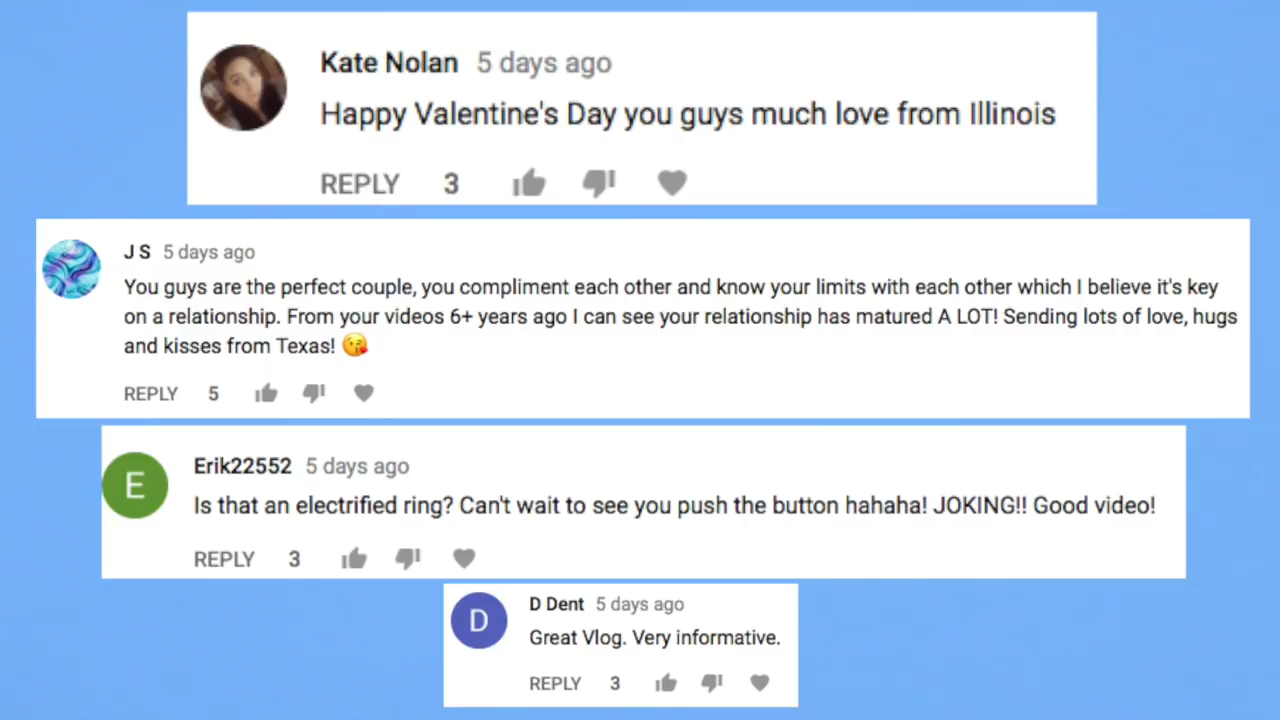 Kate Nolan 5 days ago
Happy Valentine's Day you guys much love from Illinois
REPLY 3
J S 5 days ago
You guys are the perfect couple, you compliment each other and know your limits with each other which I believe it's key
on a relationship. From your videos 6+ years ago I can see your relationship has matured A LOT! Sending lots of love, hugs
and kisses from Texas! 😘
REPLY 5
E
Erik22552 5 days ago
Is that an electrified ring? Can't wait to see you push the button hahaha! JOKING!! Good video!
REPLY 3
D
D Dent 5 days ago
Great Vlog. Very informative.
REPLY 3